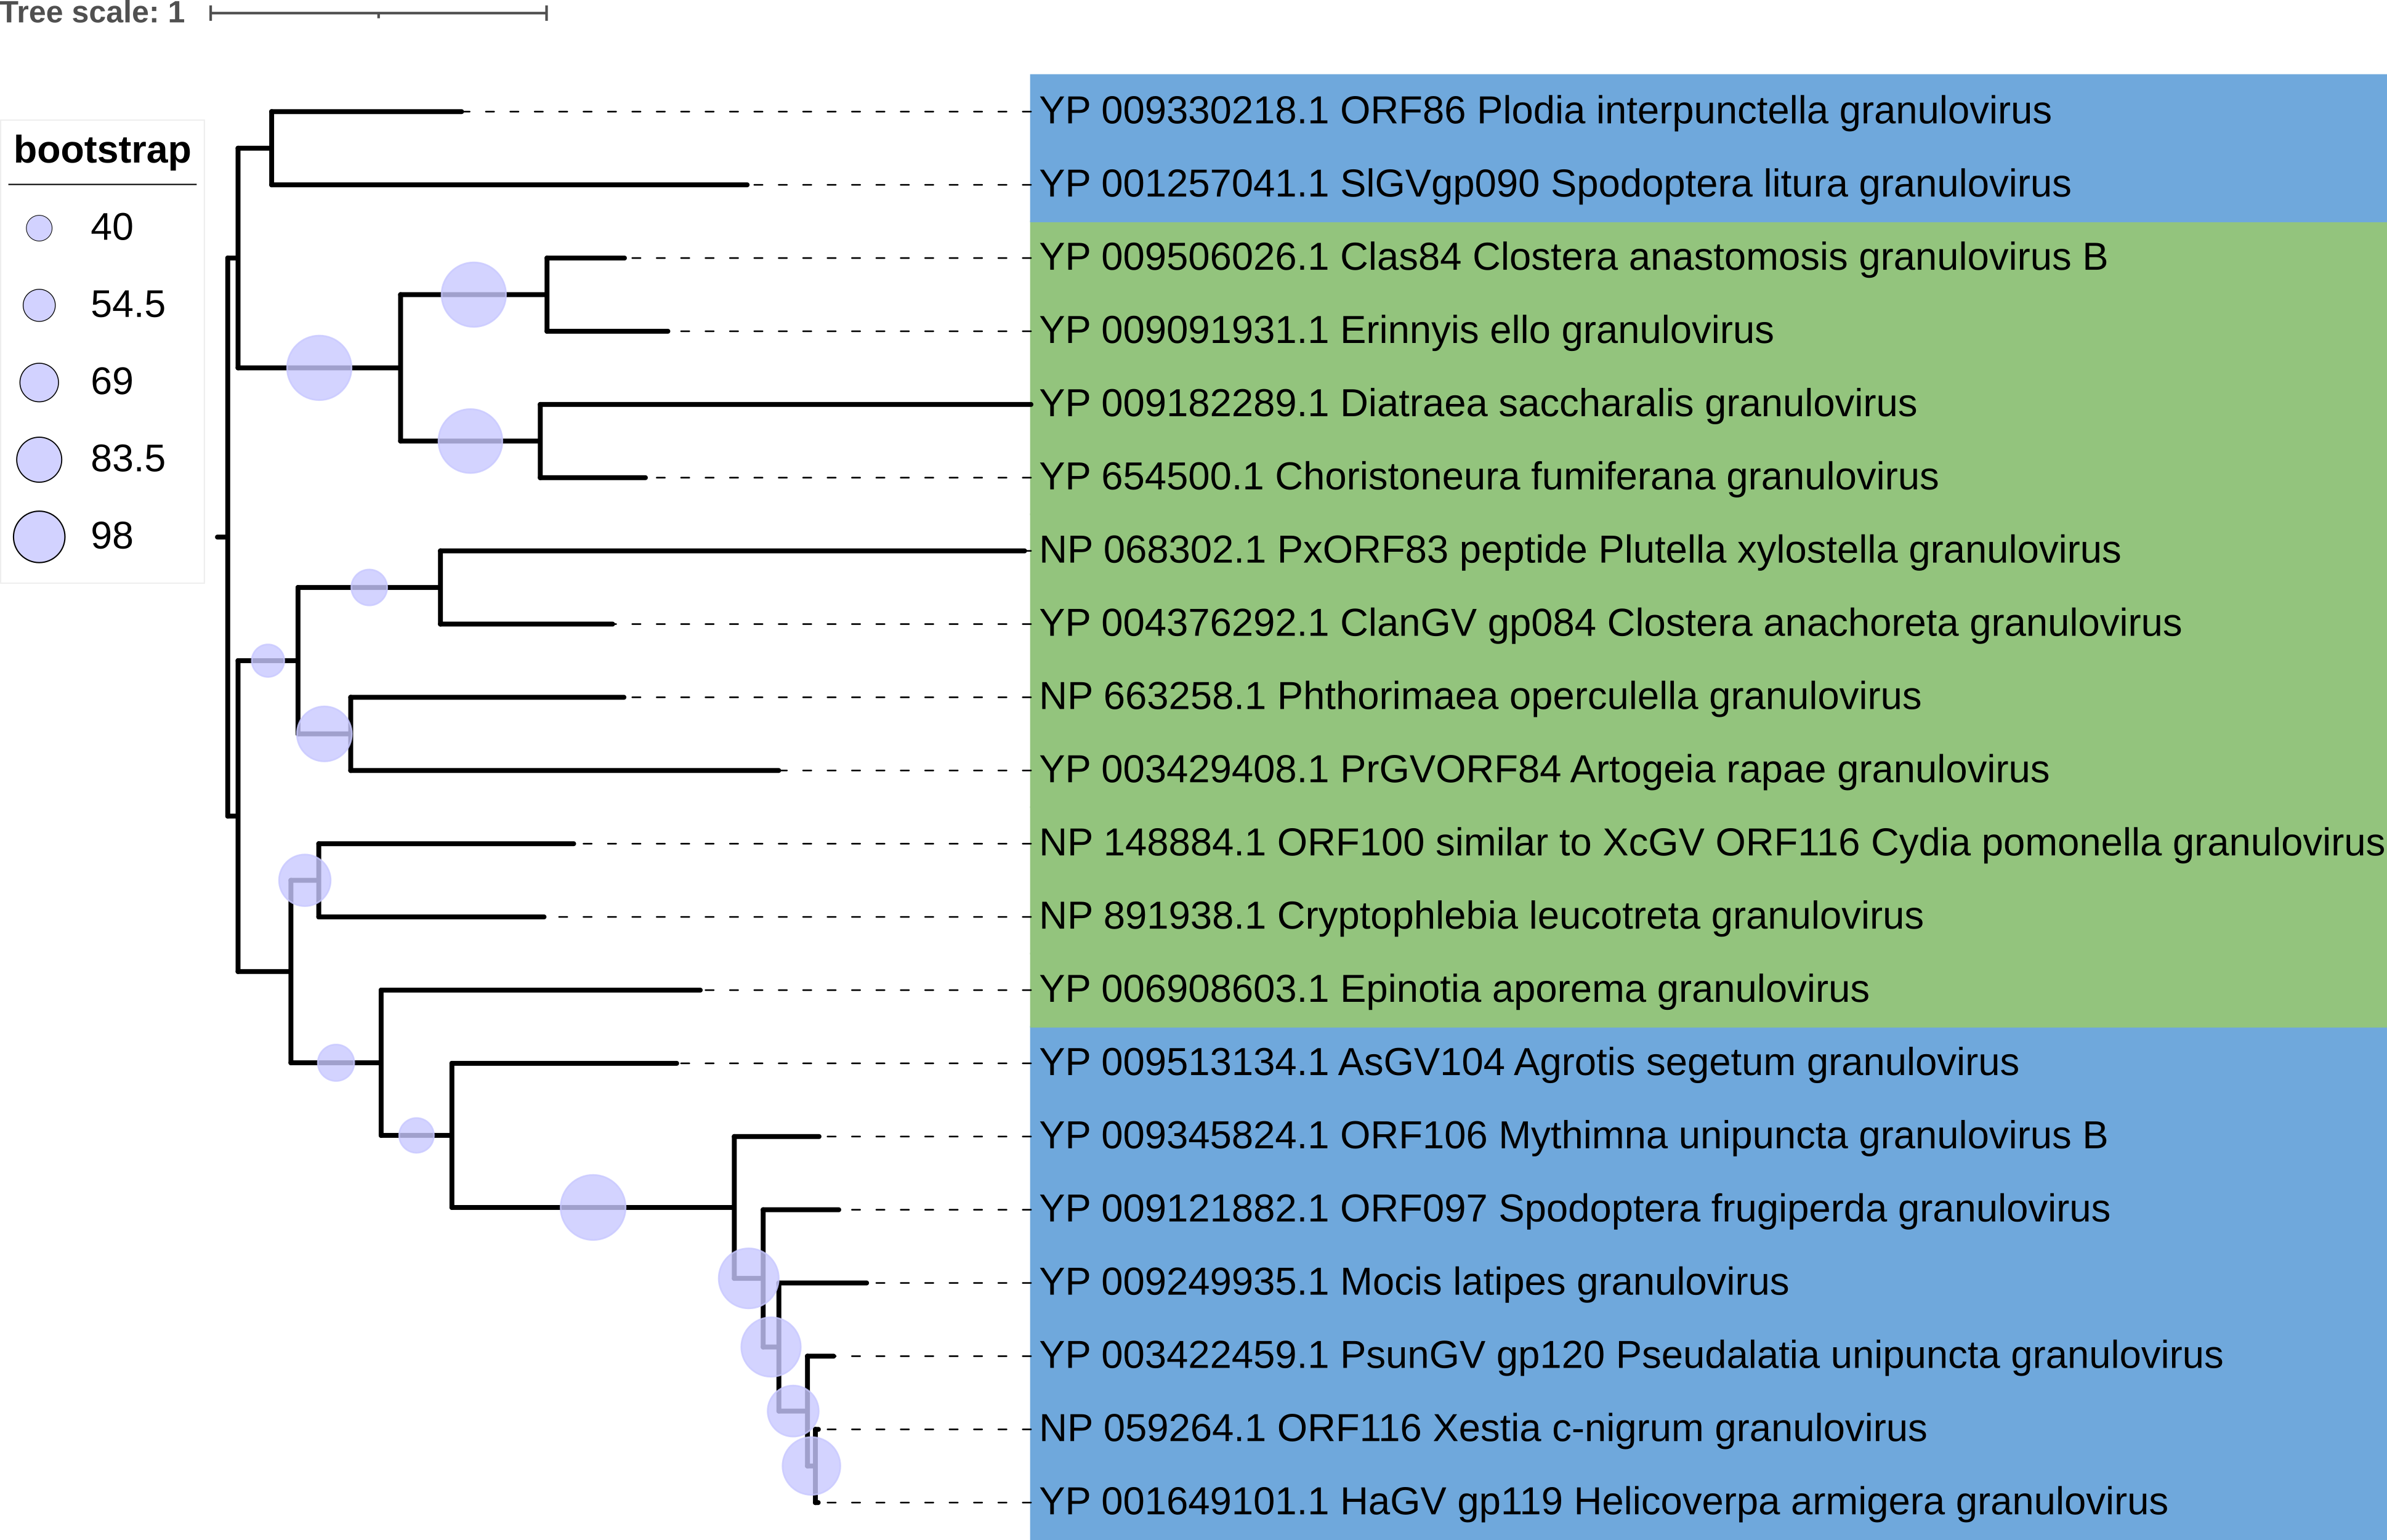 Tree scale: 1
bootstrap
40
54.5
69
83.5
98
YP 009330218.1 ORF86 Plodia interpunctella granulovirus
YP 001257041.1 SlGVgp090 Spodoptera litura granulovirus
YP 009506026.1 Clas84 Clostera anastomosis granulovirus B
YP 009091931.1 Erinnyis ello granulovirus
YP 009182289.1 Diatraea saccharalis granulovirus
YP 654500.1 Choristoneura fumiferana granulovirus
NP 068302.1 PxORF83 peptide Plutella xylostella granulovirus
YP 004376292.1 ClanGV gp084 Clostera anachoreta granulovirus
NP 663258.1 Phthorimaea operculella granulovirus
YP 003429408.1 PrGVORF84 Artogeia rapae granulovirus
NP 148884.1 ORF100 similar to XcGV ORF116 Cydia pomonella granulovirus
NP 891938.1 Cryptophlebia leucotreta granulovirus
YP 006908603.1 Epinotia aporema granulovirus
YP 009513134.1 AsGV104 Agrotis segetum granulovirus
YP 009345824.1 ORF106 Mythimna unipuncta granulovirus B
YP 009121882.1 ORF097 Spodoptera frugiperda granulovirus
YP 009249935.1 Mocis latipes granulovirus
YP 003422459.1 PsunGV gp120 Pseudalatia unipuncta granulovirus
NP 059264.1 ORF116 Xestia c-nigrum granulovirus
YP 001649101.1 HaGV gp119 Helicoverpa armigera granulovirus